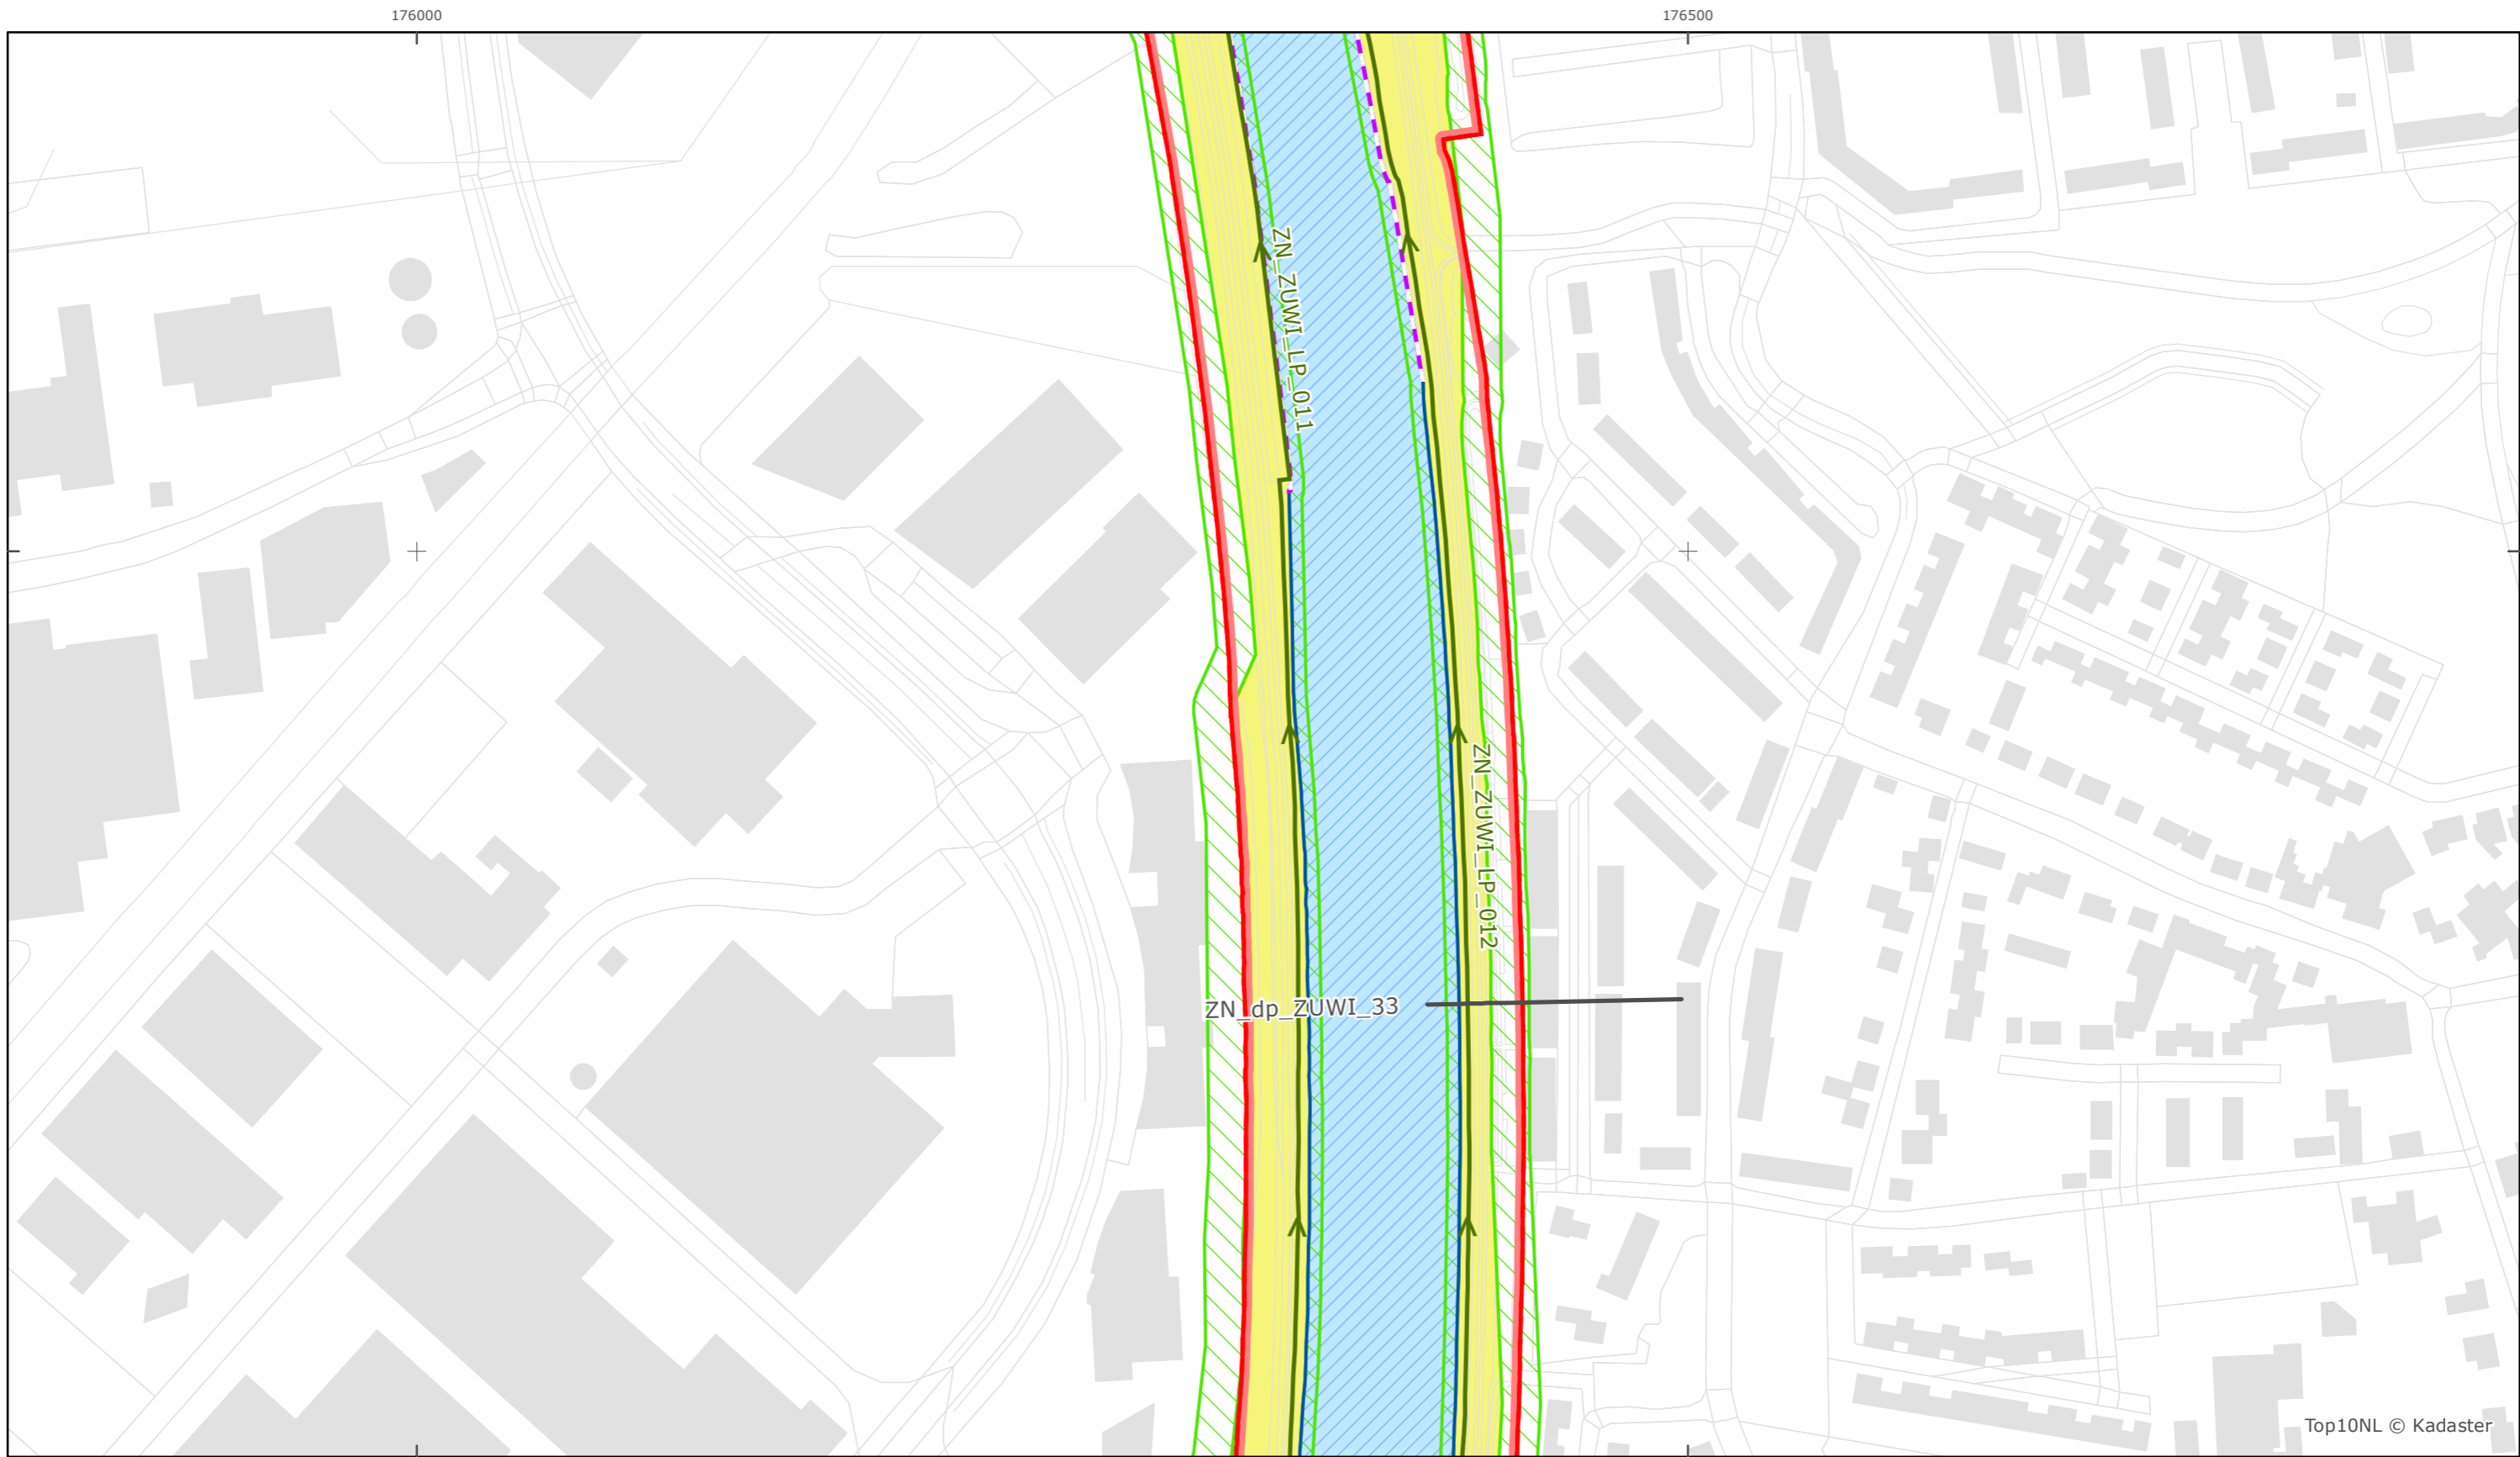 176000
176500
ZN_ZUWI_LP_011
ZN_ZUWI_LP_012
ZN_dp_ZUWI_33
Top10NL © Kadaster